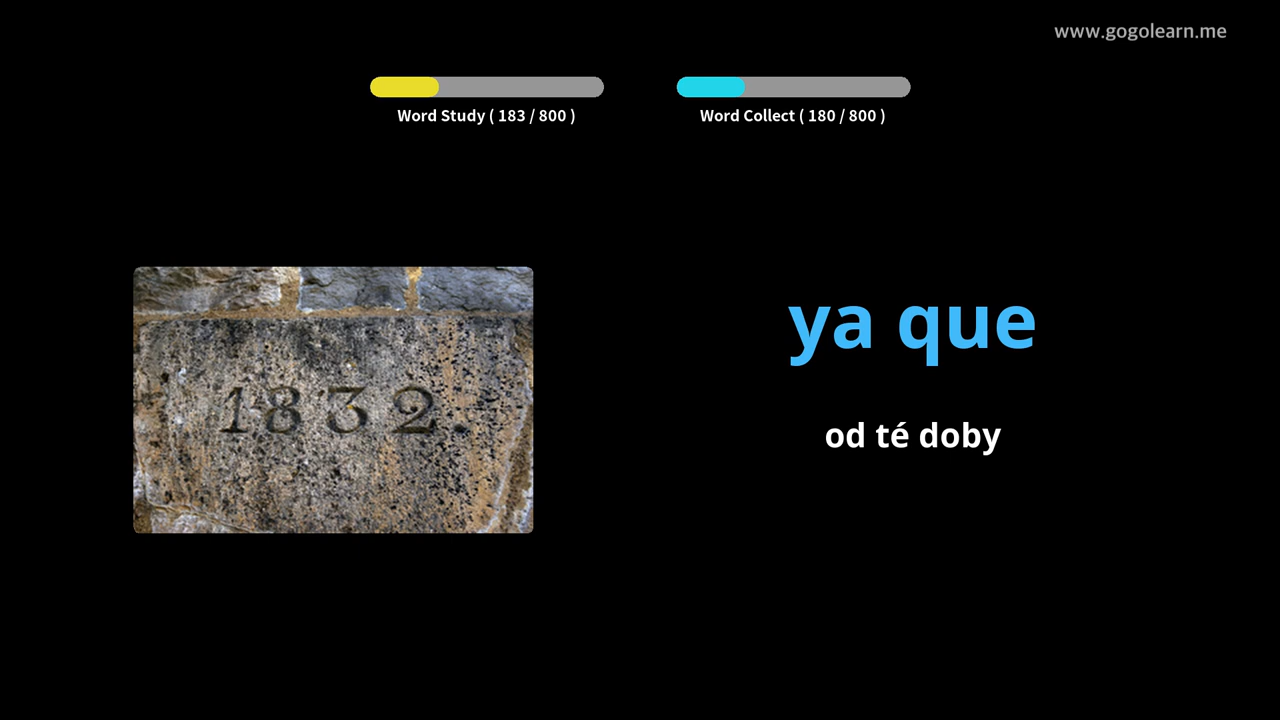 www.gogolearn.me
Word Study ( 183 / 800 )
Word Collect ( 180 / 800 )
1832.
ya que
od té doby